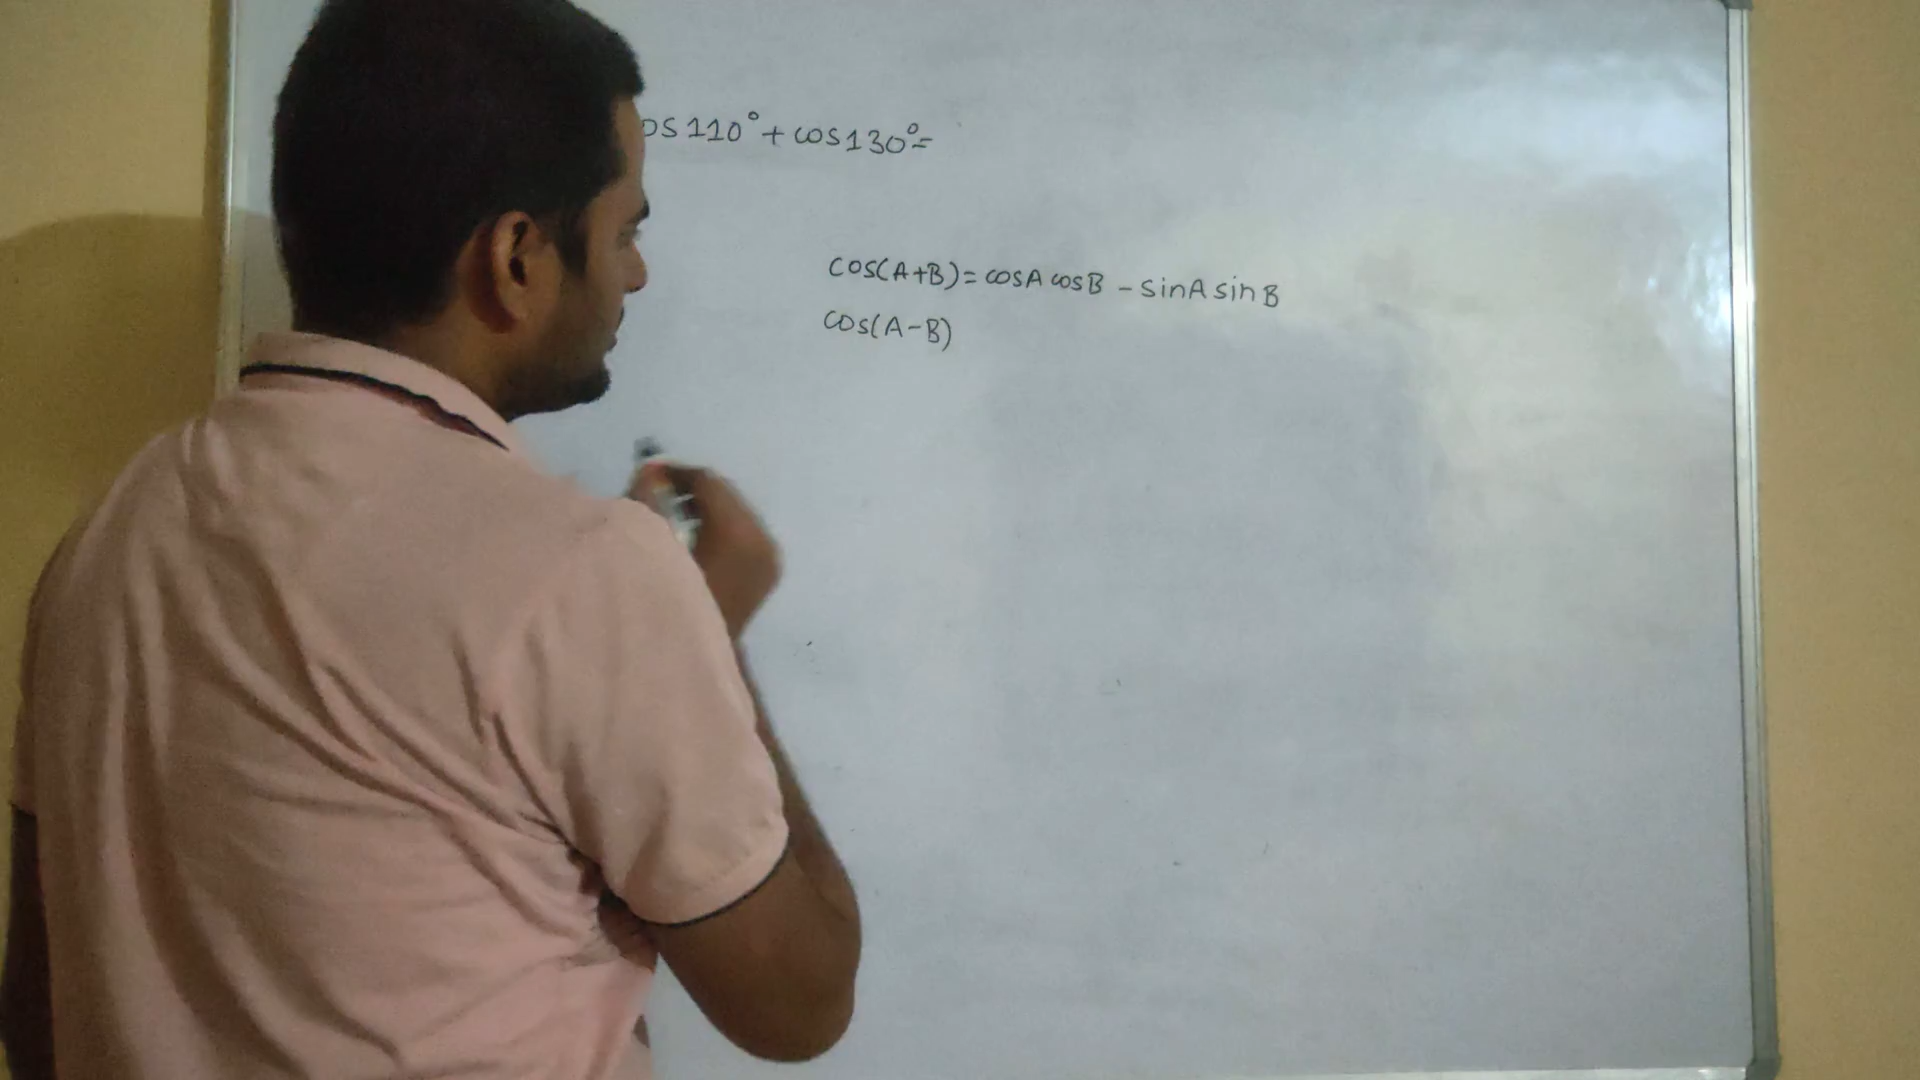 os 110° + cos 130° =
cos(A+B) = cosA cosB - sinA sinB
cos(A-B)